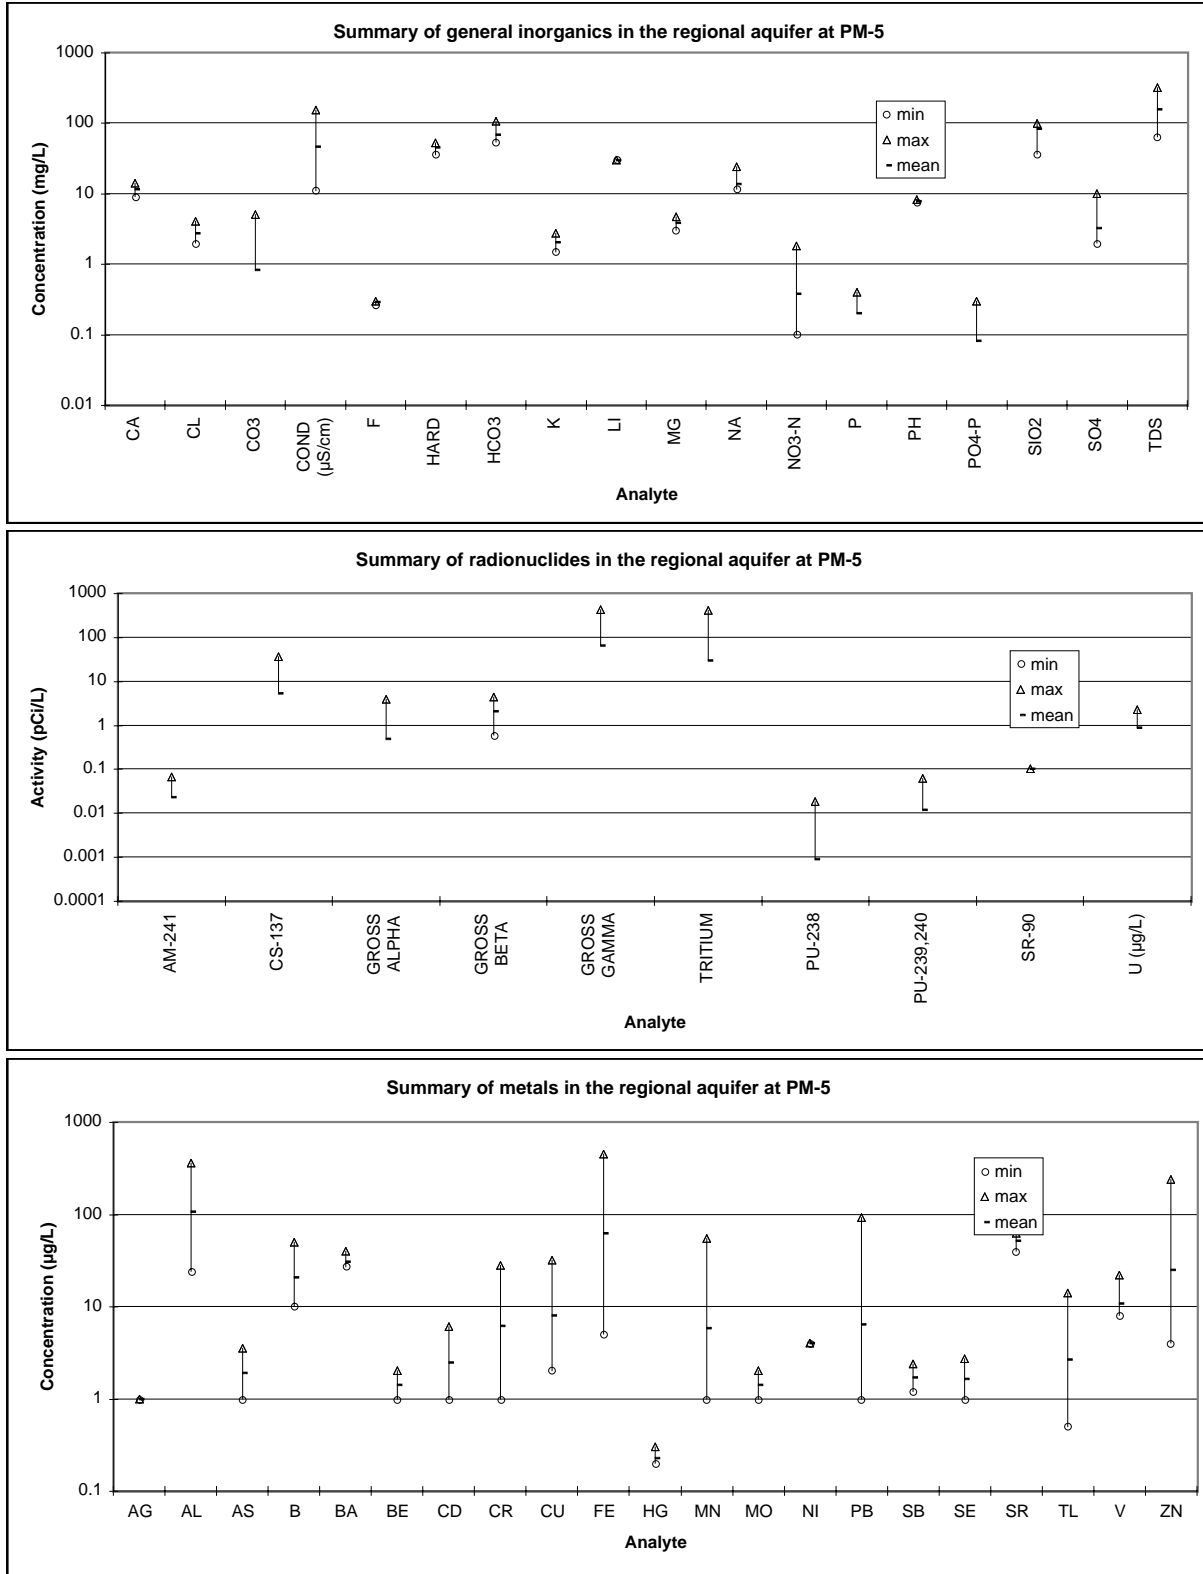 Summary of general inorganics in the regional aquifer at PM-5
1000
100
10
1
0.1
0.01
Concentration (mg/L)
min
max
mean
CA
CL
CO3
COND
(µS/cm)
F
HARD
HCO3
K
LI
MG
NA
NO3-N
P
PH
PO4-P
SIO2
SO4
TDS
Analyte
Summary of radionuclides in the regional aquifer at PM-5
1000
100
10
1
0.1
0.01
0.001
0.0001
Activity (pCi/L)
min
max
mean
AM-241
CS-137
GROSS
ALPHA
GROSS
BETA
GROSS
GAMMA
TRITIUM
PU-238
PU-239,240
SR-90
U (µg/L)
Analyte
Summary of metals in the regional aquifer at PM-5
1000
100
10
1
0.1
Concentration (µg/L)
min
max
mean
AG AL AS B BA BE CD CR CU FE HG MN MO NI PB SB SE SR TL V ZN
Analyte